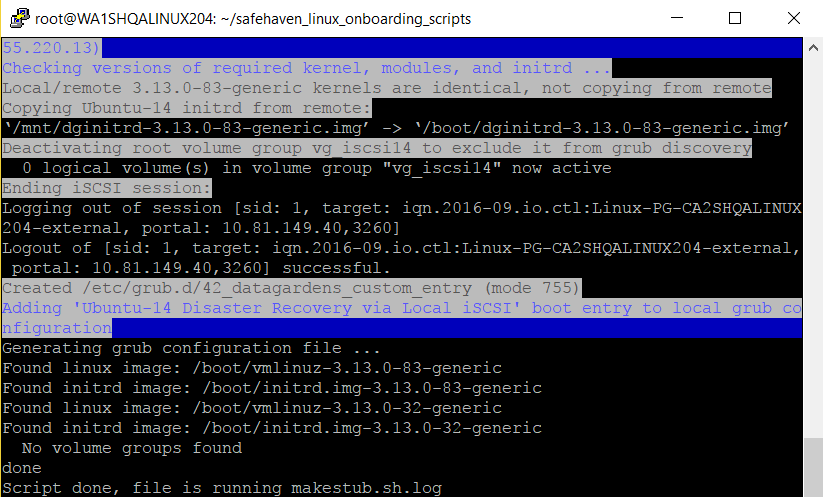 root@WA1SHQALINUX204: ~/safehaven_linux_onboarding_scripts
55.220.13)
Checking versions of required kernel, modules, and initrd ...
Local/remote 3.13.0-83-generic kernels are identical, not copying from remote
Copying Ubuntu-14 initrd from remote:
‘/mnt/dginitrd-3.13.0-83-generic.img’ -> ‘/boot/dginitrd-3.13.0-83-generic.img’
Deactivating root volume group vg_iscsi14 to exclude it from grub discovery
  0 logical volume(s) in volume group "vg_iscsi14" now active
Ending iSCSI session:
Logging out of session [sid: 1, target: iqn.2016-09.io.ctl:Linux-PG-CA2SHQALINUX
204-external, portal: 10.81.149.40,3260]
Logout of [sid: 1, target: iqn.2016-09.io.ctl:Linux-PG-CA2SHQALINUX204-external,
 portal: 10.81.149.40,3260] successful.
Created /etc/grub.d/42_datagardens_custom_entry (mode 755)
Adding 'Ubuntu-14 Disaster Recovery via Local iSCSI' boot entry to local grub co
nfiguration
Generating grub configuration file ...
Found linux image: /boot/vmlinuz-3.13.0-83-generic
Found initrd image: /boot/initrd.img-3.13.0-83-generic
Found linux image: /boot/vmlinuz-3.13.0-32-generic
Found initrd image: /boot/initrd.img-3.13.0-32-generic
  No volume groups found
done
Script done, file is running makestub.sh.log